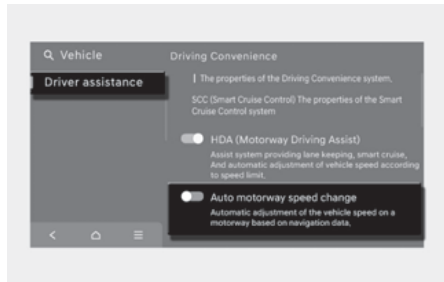 Vehicle
Driving Convenience
Driver assistance
The properties of the Driving Convenience system.
SCC (Smart Cruise Control) The properties of the Smart
Cruise Control system
HDA (Motorway Driving Assist)
Assist system providing lane keeping, smart cruise,
And automatic adjustment of vehicle speed according
to speed limit.
Auto motorway speed change
Automatic adjustment of the vehicle speed on a
motorway based on navigation data,